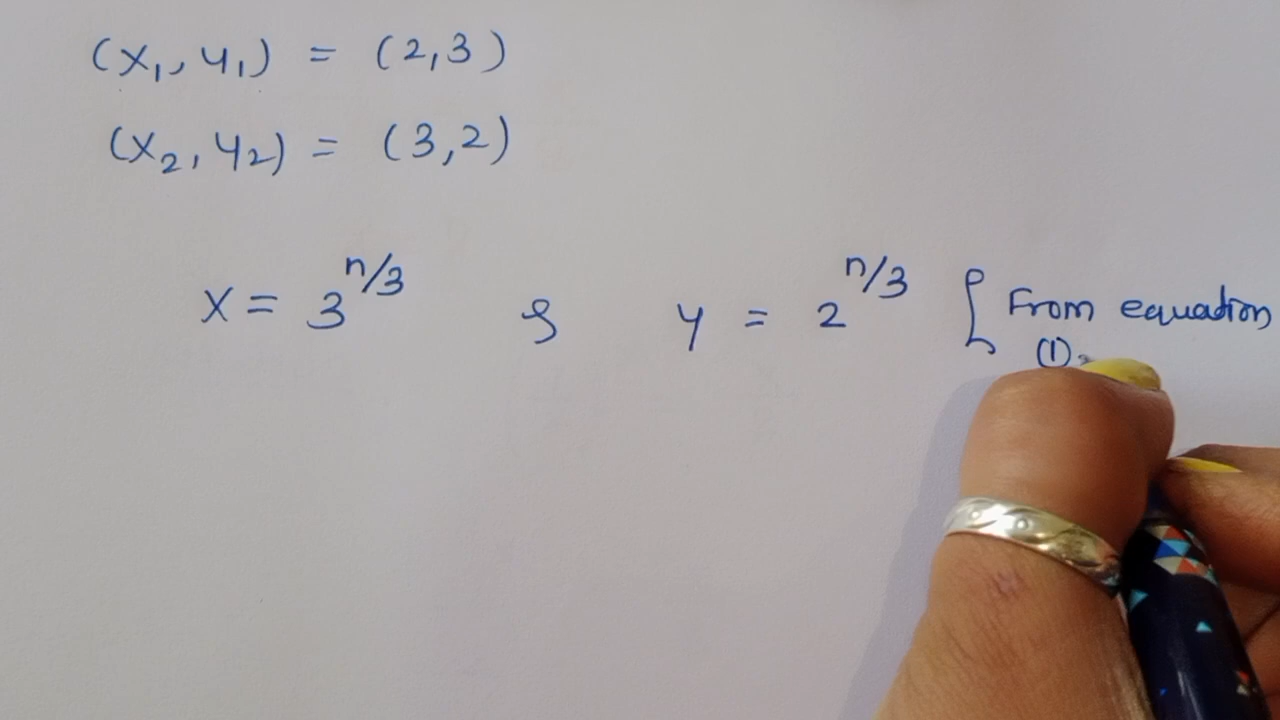 (x₁, y₁) = (2,3)
(x₂, y₂) = (3,2)
x = 3^{n/3} & y = 2^{n/3} [From equation
(1)